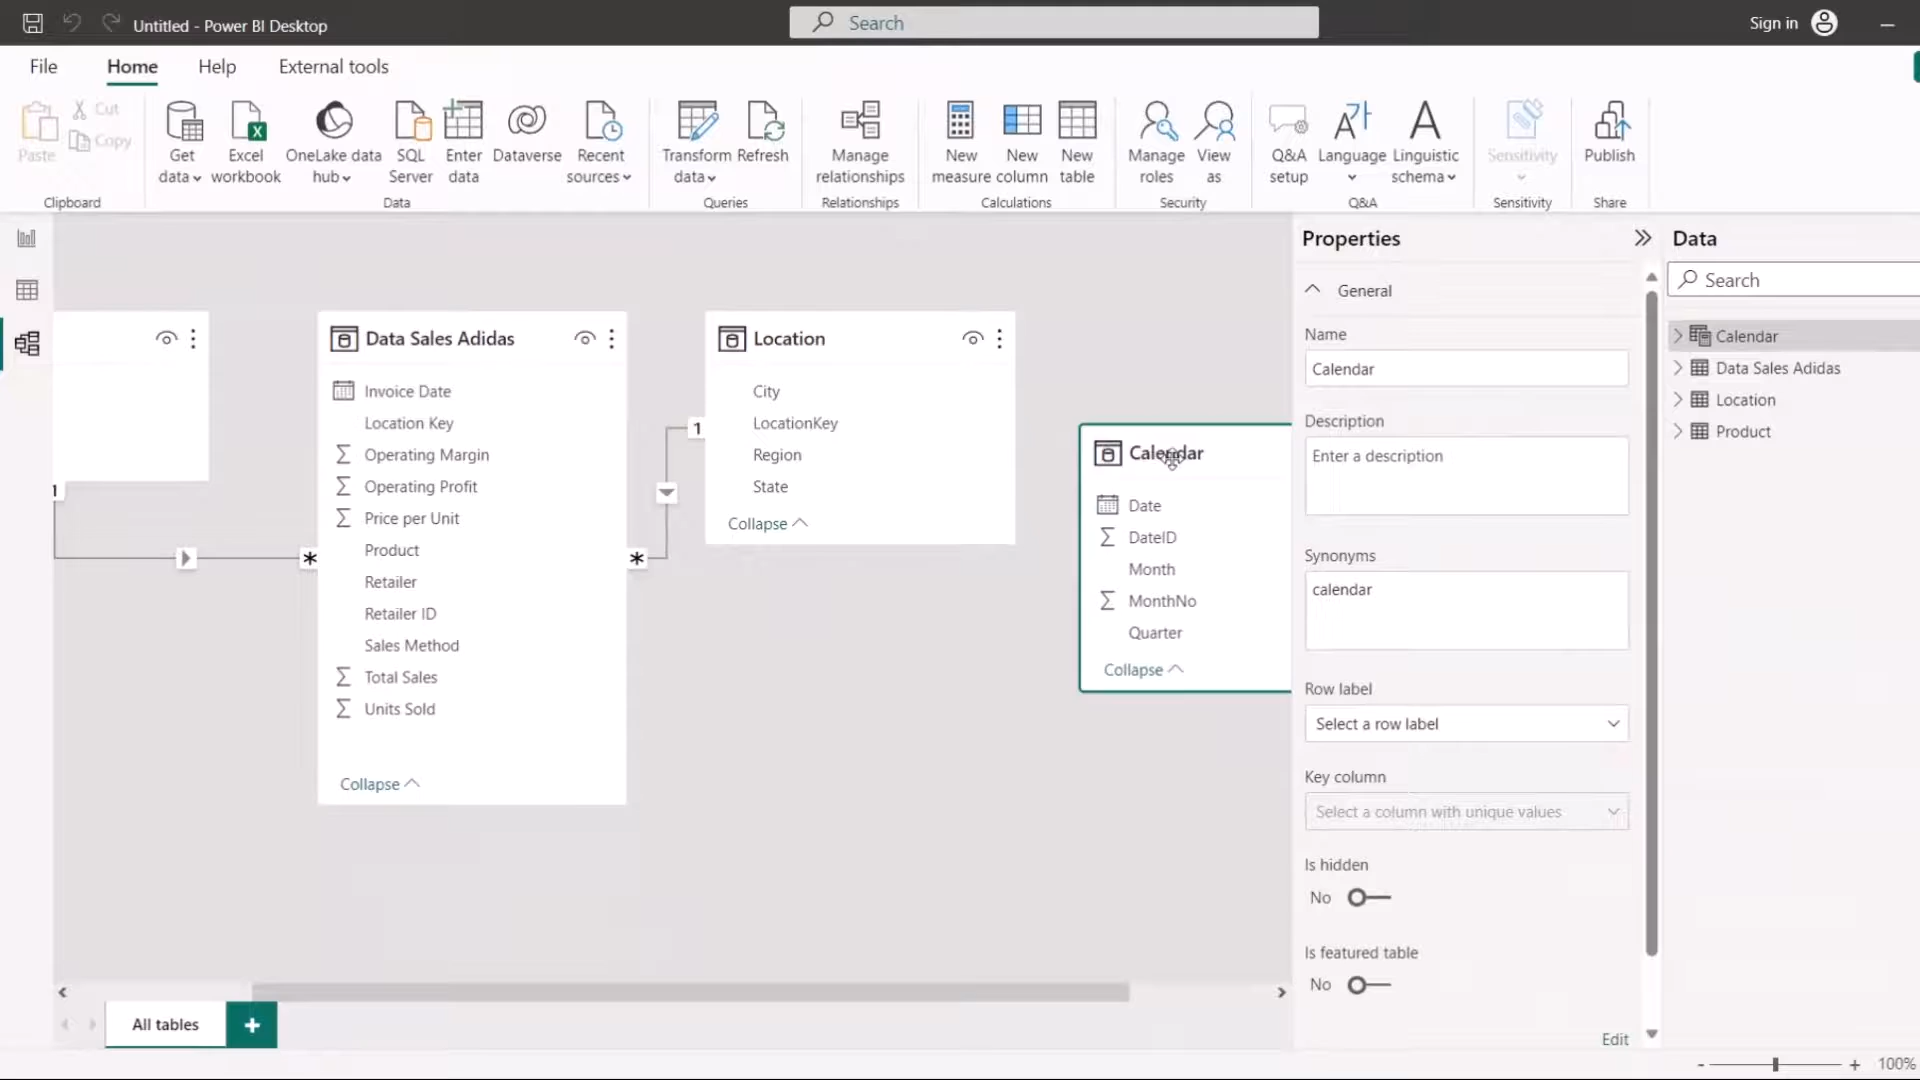 Untitled - Power BI Desktop
Search
Sign in
File
Home
Help
External tools
Paste
Cut
Copy
Clipboard
Get data
Excel workbook
OneLake data hub
SQL Server
Enter data
Dataverse
Recent sources
Data
Transform data
Refresh
Queries
Manage relationships
Relationships
New measure
New column
New table
Calculations
Manage roles
View as
Security
Q&A setup
Language
Linguistic schema
Q&A
Sensitivity
Sensitivity
Publish
Share
1
*
Data Sales Adidas
Invoice Date
Location Key
Operating Margin
Operating Profit
Price per Unit
Product
Retailer
Retailer ID
Sales Method
Total Sales
Units Sold
Collapse
*
1
Location
City
LocationKey
Region
State
Collapse
Calendar
Date
DateID
Month
MonthNo
Quarter
Collapse
Properties
General
Name
Calendar
Description
Enter a description
Synonyms
calendar
Row label
Select a row label
Key column
Select a column with unique values
Is hidden
No
Is featured table
No
Edit
Data
Search
Calendar
Data Sales Adidas
Location
Product
All tables
+
- + 100%